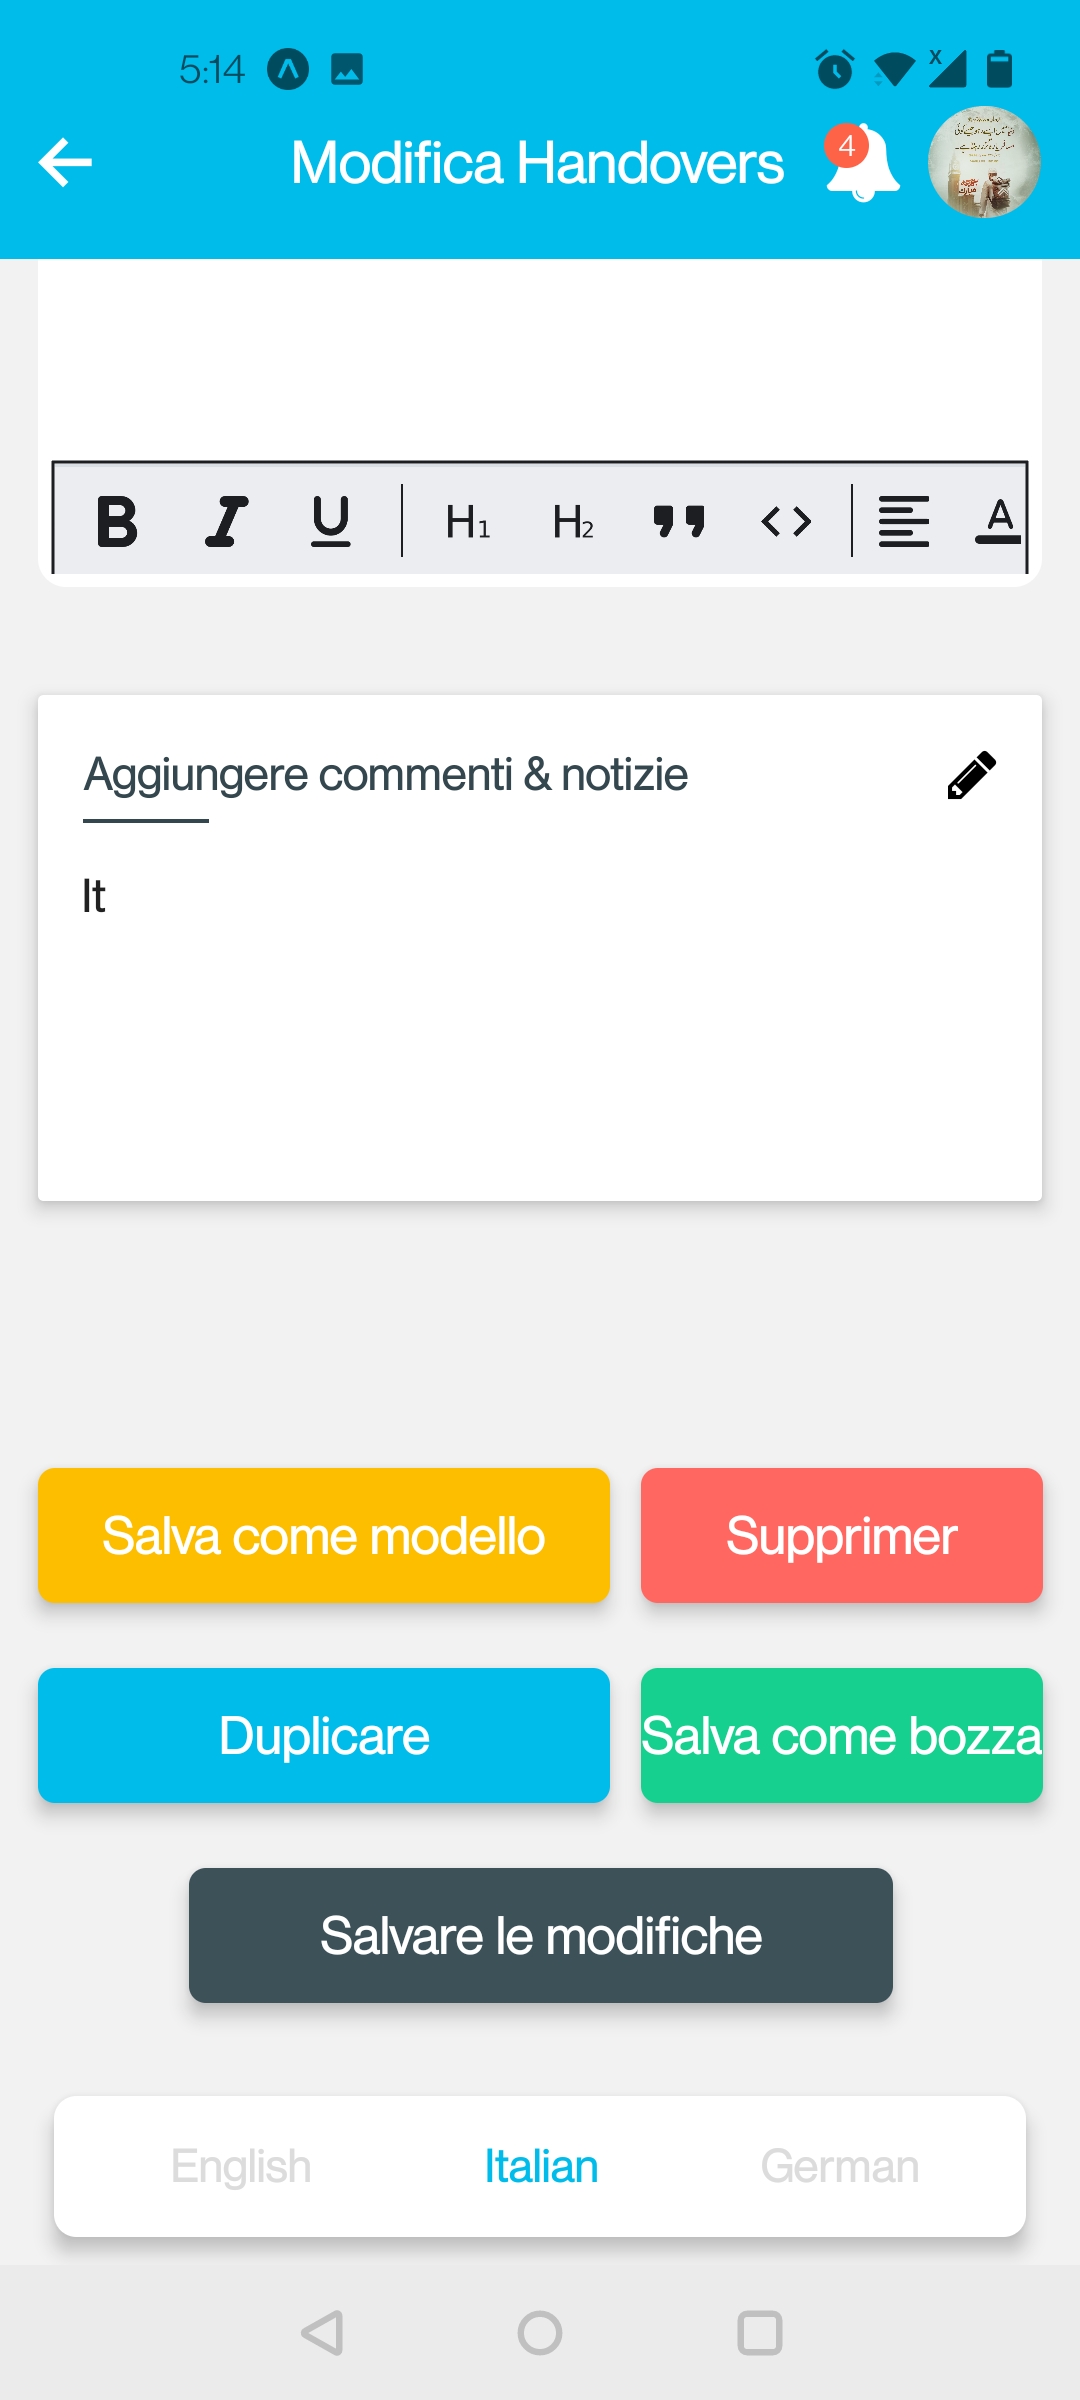 5:14
Modifica Handovers
4
B I U H1 H2 A
Aggiungere commenti & notizie
It
Salva come modello
Supprimer
Duplicare
Salva come bozza
Salvare le modifiche
English Italian German